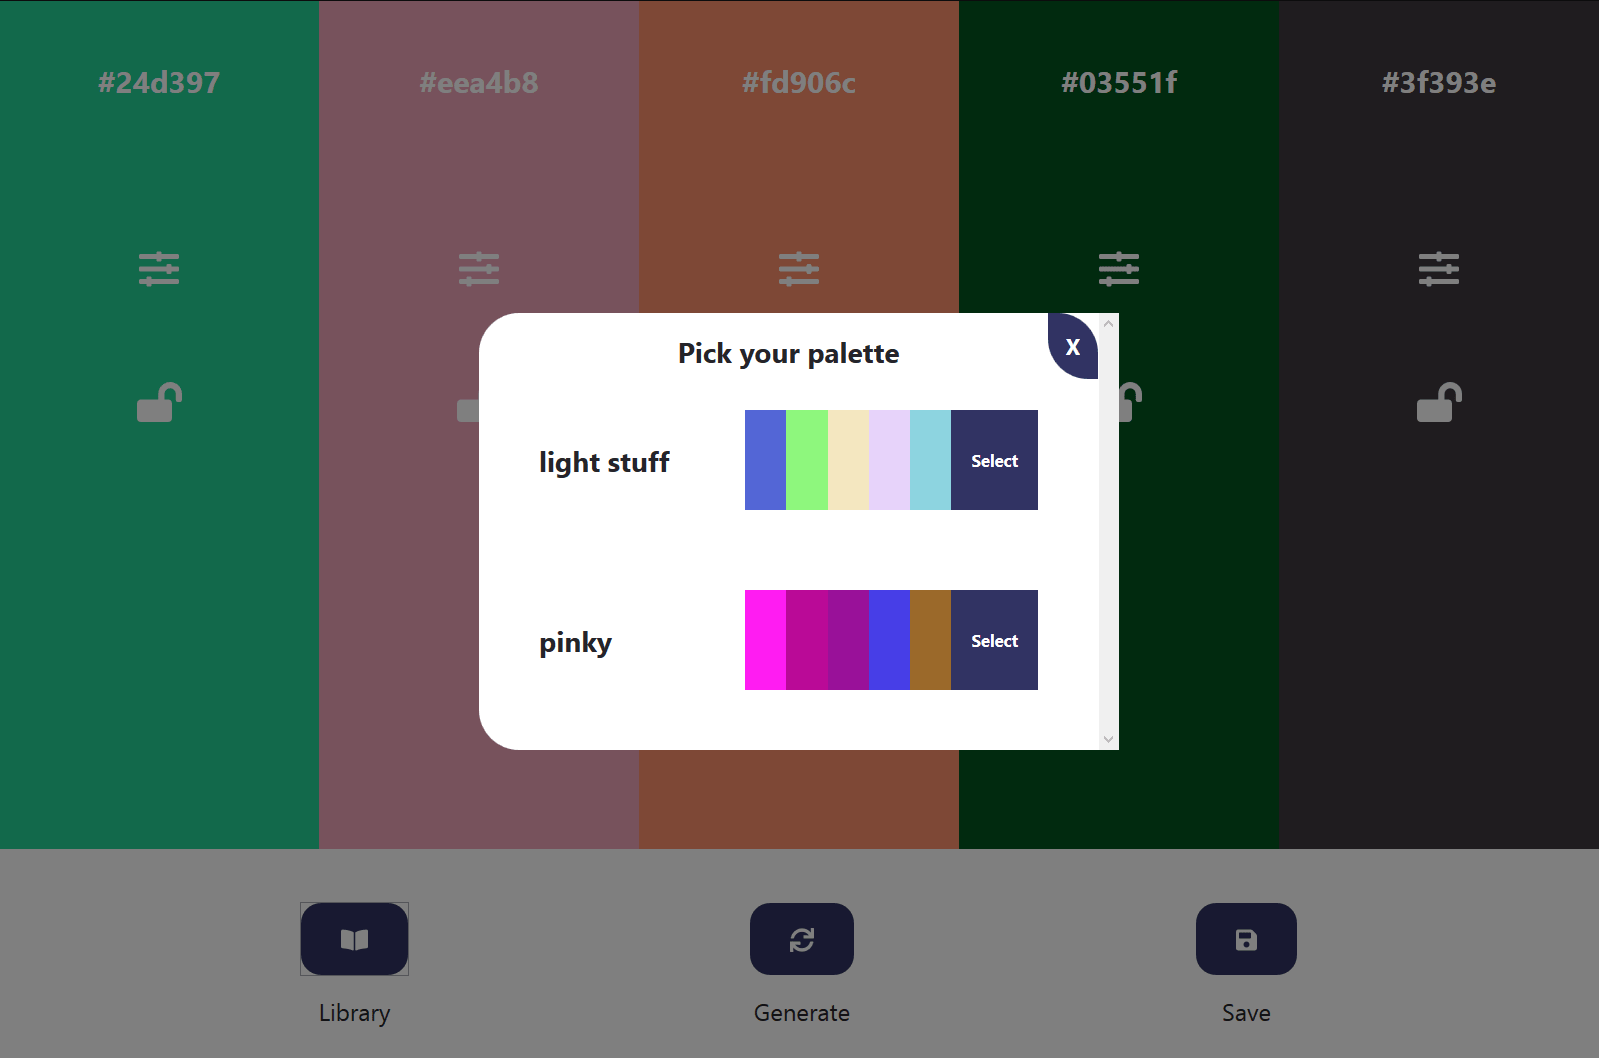 #24d397
#eea4b8
#fd906c
#03551f
#3f393e
Pick your palette
X
light stuff
Select
pinky
Select
Library
Generate
Save